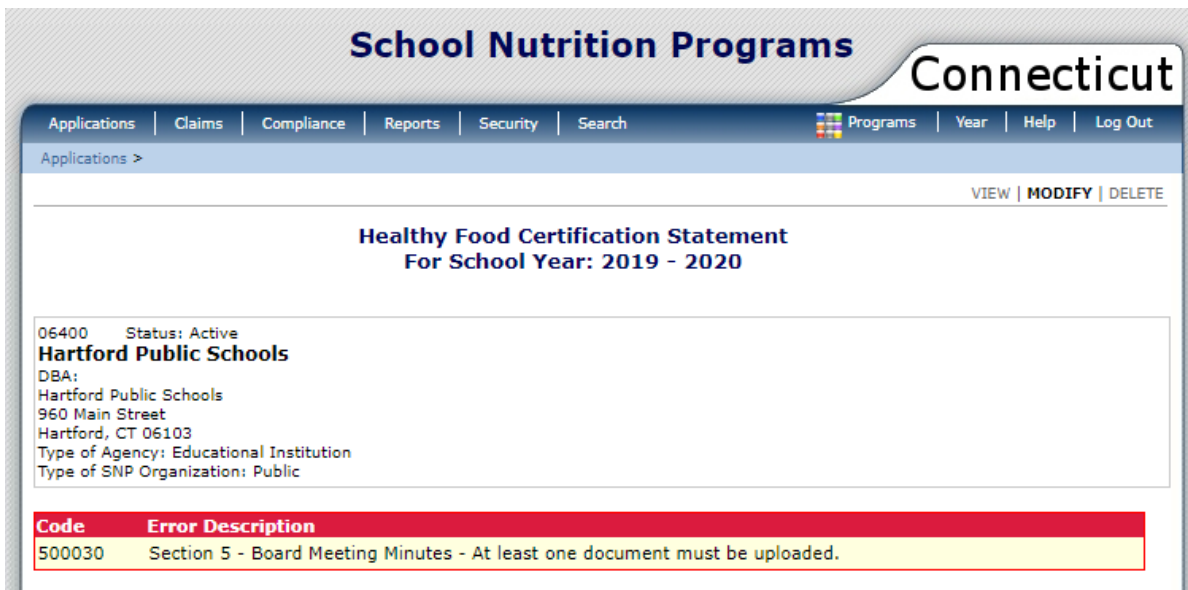 School Nutrition Programs
Connecticut
Applications | Claims | Compliance | Reports | Security | Search Programs | Year | Help | Log Out
Applications >
VIEW | MODIFY | DELETE
Healthy Food Certification Statement
For School Year: 2019 - 2020
06400 Status: Active
Hartford Public Schools
DBA:
Hartford Public Schools
960 Main Street
Hartford, CT 06103
Type of Agency: Educational Institution
Type of SNP Organization: Public
Code Error Description
500030 Section 5 - Board Meeting Minutes - At least one document must be uploaded.